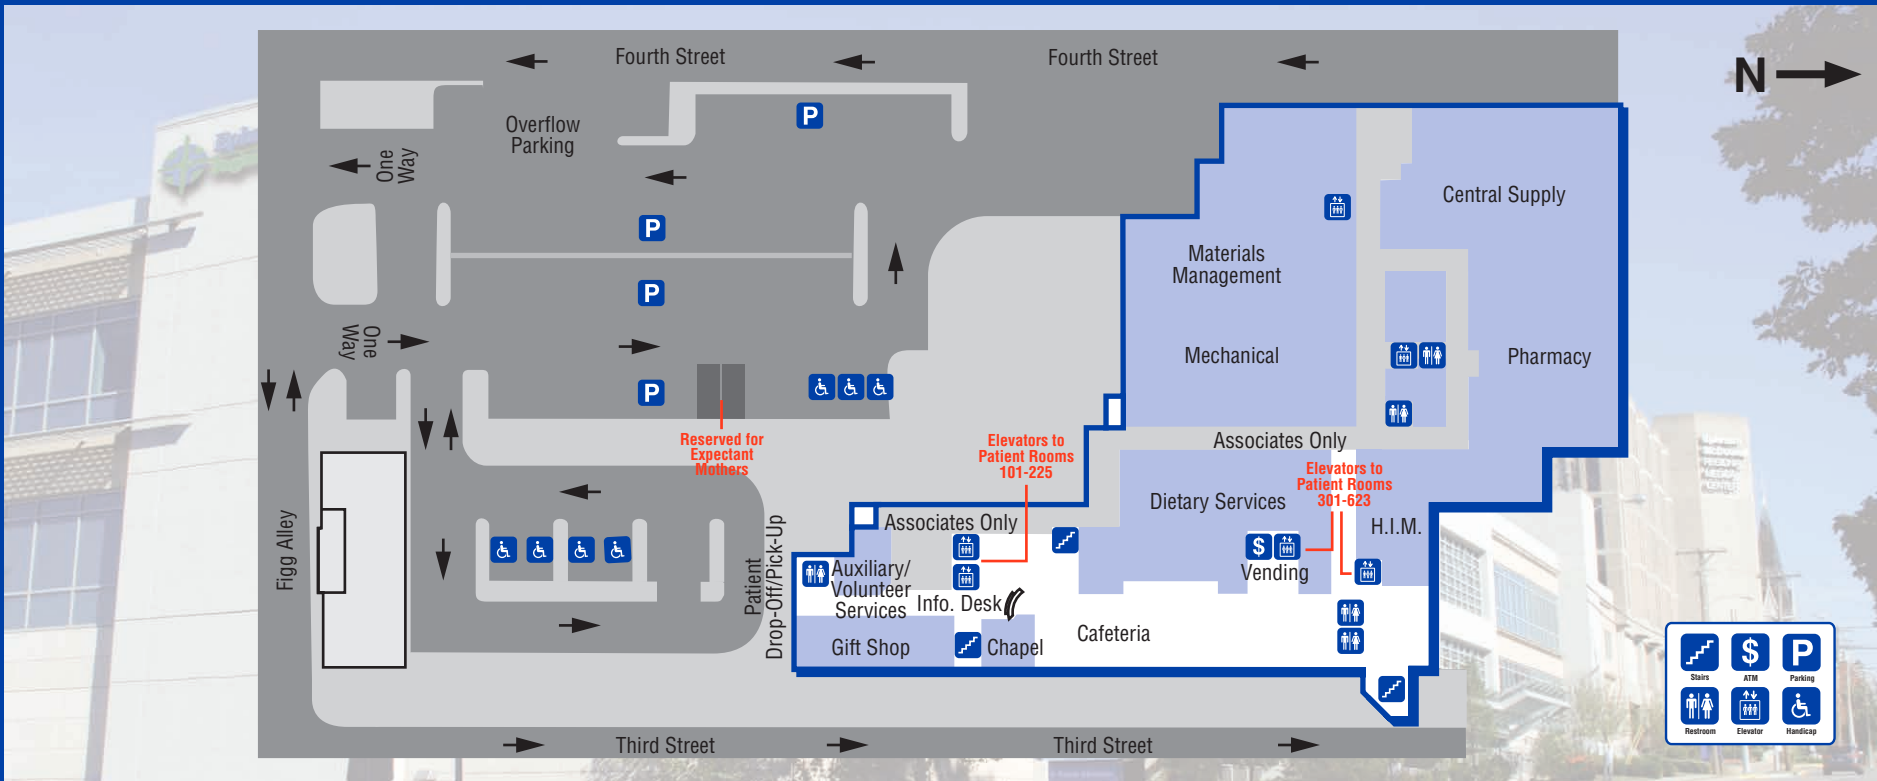 Fourth Street
Fourth Street
N
P
Overflow
Parking
One
Way
Central Supply
P
Materials
Management
P
One
Way
Mechanical
Pharmacy
P
Reserved for
Expectant
Mothers
Elevators to
Patient Rooms
101-225
Associates Only
Elevators to
Patient Rooms
301-623
Dietary Services
Associates Only
H.I.M.
Figg Alley
Patient
Drop-Off/Pick-Up
$
Vending
Auxiliary/
Volunteer
Services
Info. Desk
Gift Shop
Chapel
Cafeteria
Third Street
Third Street
$
P
Stairs
ATM
Parking
Restroom
Elevator
Handicap